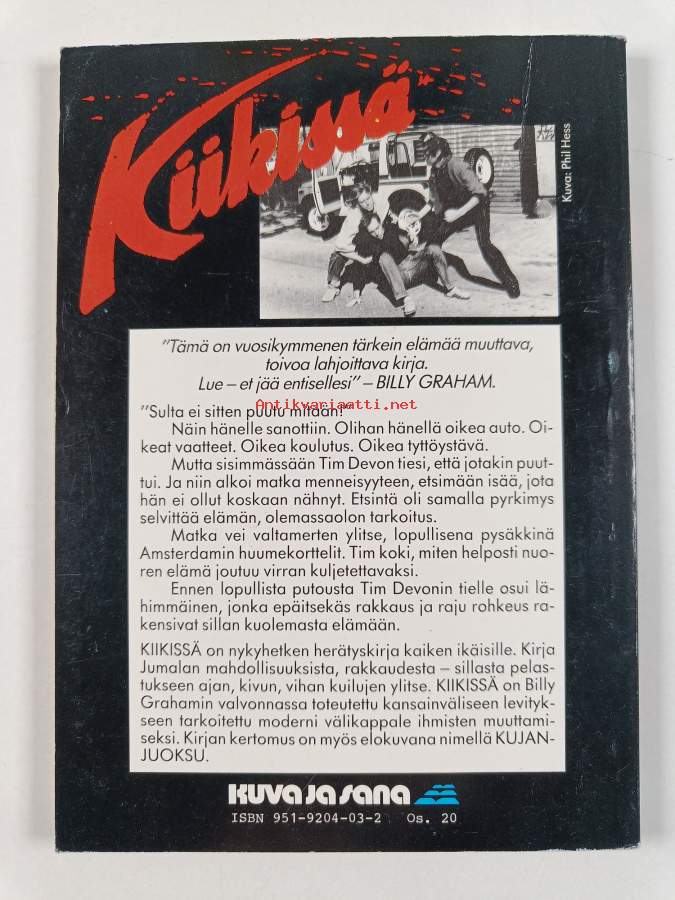 Kiikissä
Kuva: Phil Hess
"Tämä on vuosikymmenen tärkein elämää muuttava,
toivoa lahjoittava kirja.
Lue – et jää entisellesi" – BILLY GRAHAM.
"Sulta ei sitten puutu mitään!"
Antikvariaatti.net
Näin hänelle sanottiin. Olihan hänellä oikea auto. Oi-
keat vaatteet. Oikea koulutus. Oikea tyttöystävä.
Mutta sisimmässään Tim Devon tiesi, että jotakin puut-
tui. Ja niin alkoi matka menneisyyteen, etsimään isää, jota
hän ei ollut koskaan nähnyt. Etsintä oli samalla pyrkimys
selvittää elämän, olemassaolon tarkoitus.
Matka vei valtamerten ylitse, lopullisena pysäkkinä
Amsterdamin huumekorttelit. Tim koki, miten helposti nuo-
ren elämä joutuu virran kuljetettavaksi.
Ennen lopullista putousta Tim Devonin tielle osui lä-
himmäinen, jonka epäitsekäs rakkaus ja raju rohkeus ra-
kensivat sillan kuolemasta elämään.
KIIKISSÄ on nykyhetken herätyskirja kaiken ikäisille. Kirja
Jumalan mahdollisuuksista, rakkaudesta – sillasta pelas-
tukseen ajan, kivun, vihan kuilujen ylitse. KIIKISSÄ on Billy
Grahamin valvonnassa toteutettu kansainväliseen levityk-
seen tarkoitettu moderni välikappale ihmisten muuttami-
seksi. Kirjan kertomus on myös elokuvana nimellä KUJAN-
JUOKSU.
kuva ja sana
ISBN 951-9204-03-2 Os. 20